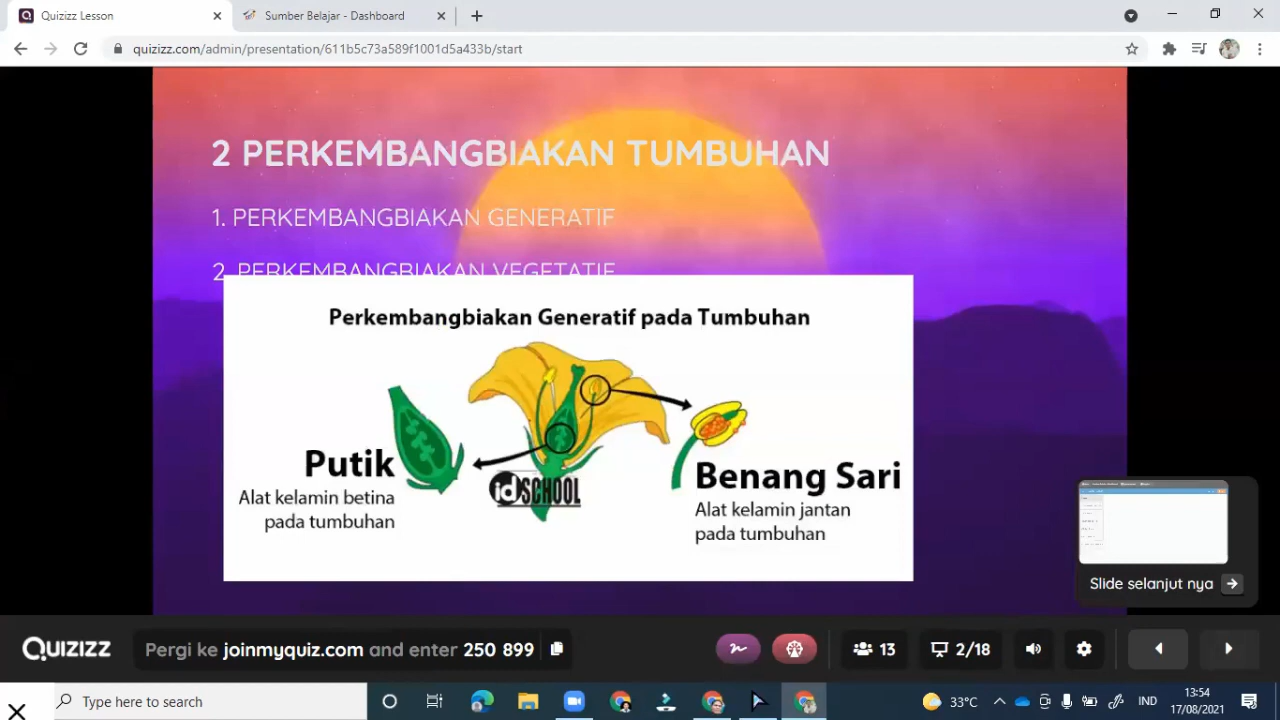 Quizizz Lesson
Sumber Belajar - Dashboard
quizizz.com/admin/presentation/611b5c73a589f1001d5a433b/start
2 PERKEMBANGBIAKAN TUMBUHAN
1. PERKEMBANGBIAKAN GENERATIF
2. PERKEMBANGBIAKAN VEGETATIF
Perkembangbiakan Generatif pada Tumbuhan
Putik
Alat kelamin betina
pada tumbuhan
idSCHOOL
Benang Sari
Alat kelamin jantan
pada tumbuhan
Slide selanjut nya
QUIZIZZ
Pergi ke joinmyquiz.com and enter 250 899
13
2/18
Type here to search
33°C
IND
13:54
17/08/2021